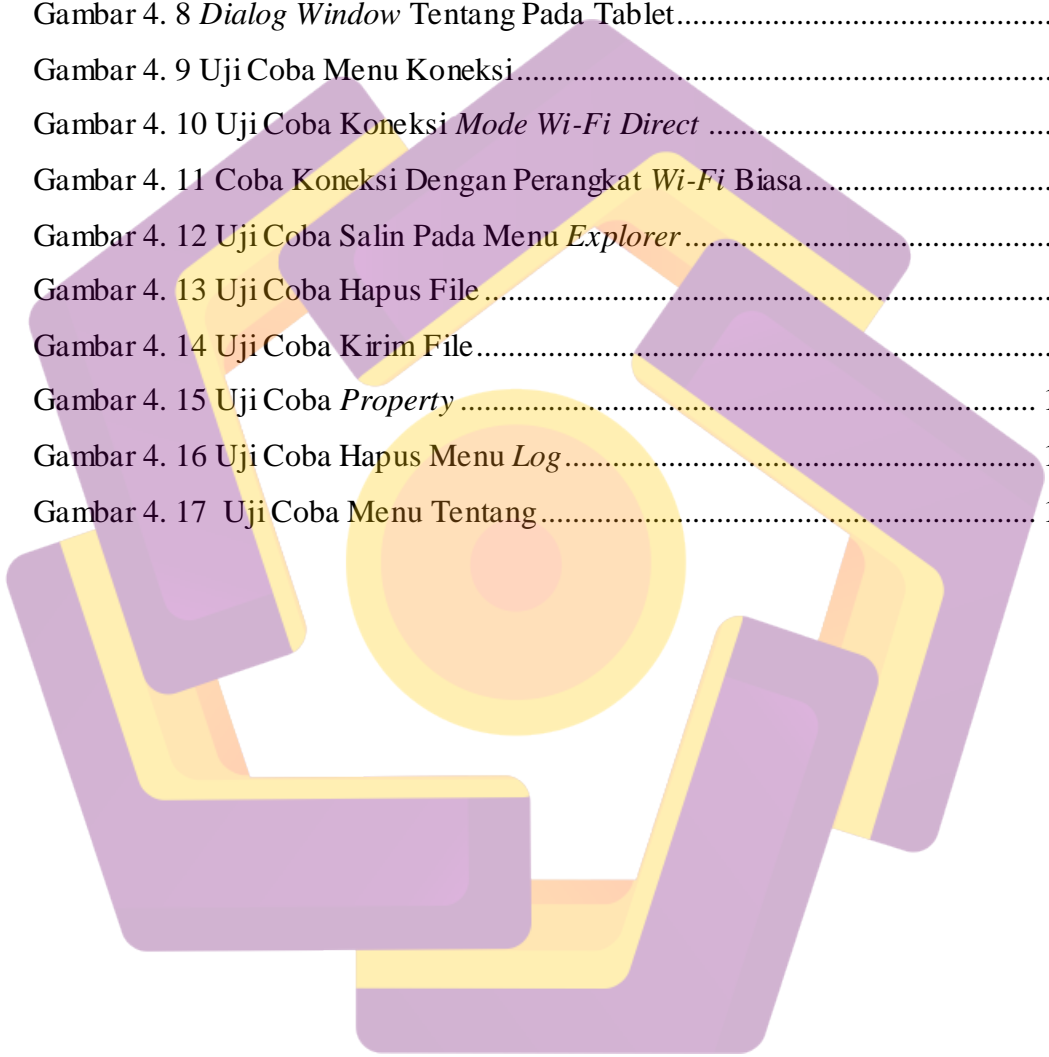 Gambar 4. 8 Dialog Window Tentang Pada Tablet....................................................
Gambar 4. 9 Uji Coba Menu Koneksi........................................................................
Gambar 4. 10 Uji Coba Koneksi Mode Wi-Fi Direct ..............................................
Gambar 4. 11 Coba Koneksi Dengan Perangkat Wi-Fi Biasa.................................
Gambar 4. 12 Uji Coba Salin Pada Menu Explorer..................................................
Gambar 4. 13 Uji Coba Hapus File............................................................................
Gambar 4. 14 Uji Coba Kirim File.............................................................................
Gambar 4. 15 Uji Coba Property ...............................................................................
Gambar 4. 16 Uji Coba Hapus Menu Log.................................................................
Gambar 4. 17 Uji Coba Menu Tentang.....................................................................